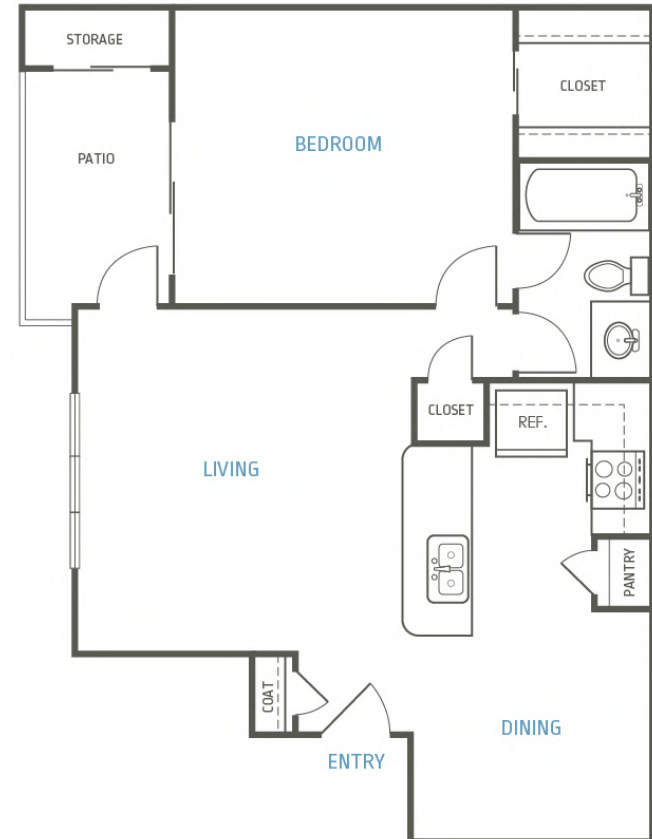 STORAGE
CLOSET
BEDROOM
PATIO
CLOSET
REF.
LIVING
PANTRY
COAT
DINING
ENTRY